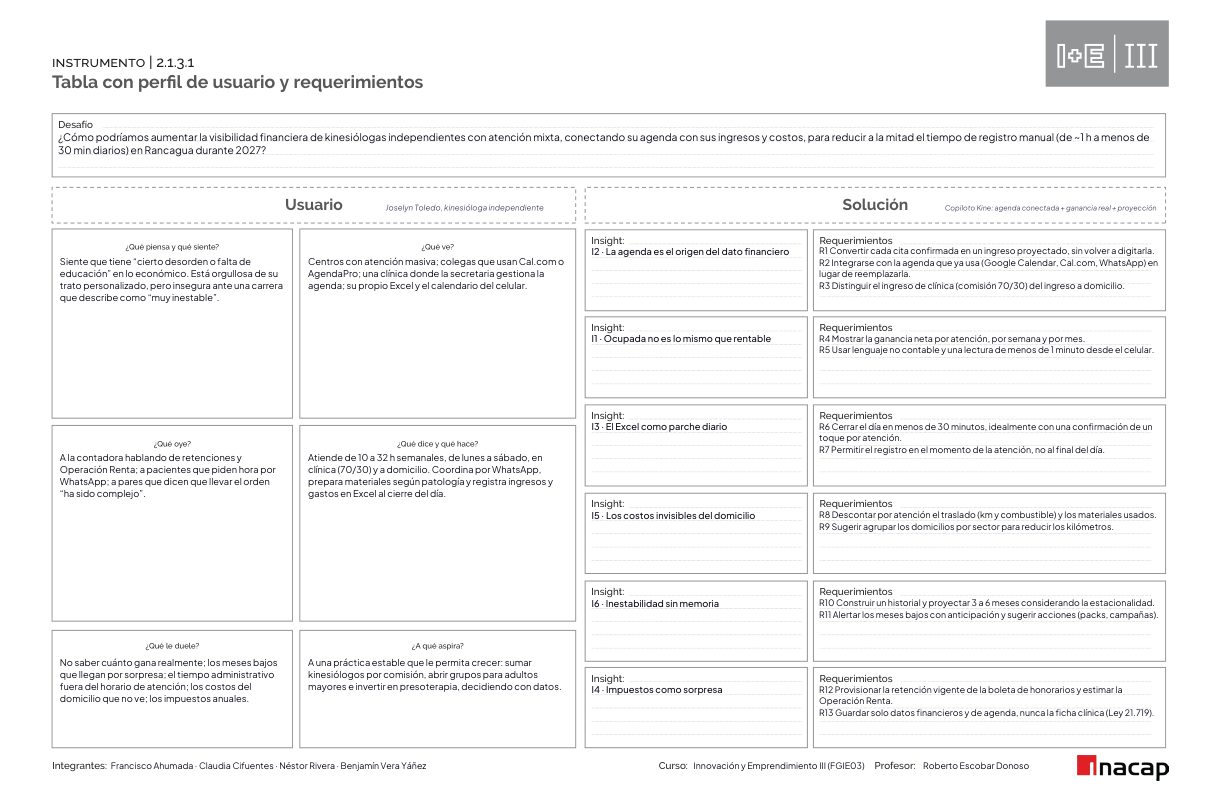 INSTRUMENTO | 2.1.3.1
Tabla con perfil de usuario y requerimientos
I+E | III
Desafío
¿Cómo podríamos aumentar la visibilidad financiera de kinesiólogas independientes con atención mixta, conectando su agenda con sus ingresos y costos, para reducir a la mitad el tiempo de registro manual (de ~1 h a menos de
30 min diarios) en Rancagua durante 2027?
Usuario
Joselyn Toledo, kinesióloga independiente
Solución
Copiloto Kine: agenda conectada + ganancia real + proyección
¿Qué piensa y qué siente?
Siente que tiene “cierto desorden o falta de
educación” en lo económico. Está orgullosa de su
trato personalizado, pero insegura ante una carrera
que describe como “muy inestable”.
¿Qué ve?
Centros con atención masiva; colegas que usan Cal.com o
AgendaPro; una clínica donde la secretaria gestiona la
agenda; su propio Excel y el calendario del celular.
¿Qué oye?
A la contadora hablando de retenciones y
Operación Renta; a pacientes que piden hora por
WhatsApp; a pares que dicen que llevar el orden
“ha sido complejo”.
¿Qué dice y qué hace?
Atiende de 10 a 32 h semanales, de lunes a sábado, en
clínica (70/30) y a domicilio. Coordina por WhatsApp,
prepara materiales según patología y registra ingresos y
gastos en Excel al cierre del día.
¿Qué le duele?
No saber cuánto gana realmente; los meses bajos
que llegan por sorpresa; el tiempo administrativo
fuera del horario de atención; los costos del
domicilio que no ve; los impuestos anuales.
¿A qué aspira?
A una práctica estable que le permita crecer: sumar
kinesiólogos por comisión, abrir grupos para adultos
mayores e invertir en presoterapia, decidiendo con datos.
Insight:
I2 · La agenda es el origen del dato financiero
Requerimientos
R1 Convertir cada cita confirmada en un ingreso proyectado, sin volver a digitarla.
R2 Integrarse con la agenda que ya usa (Google Calendar, Cal.com, WhatsApp) en
lugar de reemplazarla.
R3 Distinguir el ingreso de clínica (comisión 70/30) del ingreso a domicilio.
Insight:
I1 · Ocupada no es lo mismo que rentable
Requerimientos
R4 Mostrar la ganancia neta por atención, por semana y por mes.
R5 Usar lenguaje no contable y una lectura de menos de 1 minuto desde el celular.
Insight:
I3 · El Excel como parche diario
Requerimientos
R6 Cerrar el día en menos de 30 minutos, idealmente con una confirmación de un
toque por atención.
R7 Permitir el registro en el momento de la atención, no al final del día.
Insight:
I5 · Los costos invisibles del domicilio
Requerimientos
R8 Descontar por atención el traslado (km y combustible) y los materiales usados.
R9 Sugerir agrupar los domicilios por sector para reducir los kilómetros.
Insight:
I6 · Inestabilidad sin memoria
Requerimientos
R10 Construir un historial y proyectar 3 a 6 meses considerando la estacionalidad.
R11 Alertar los meses bajos con anticipación y sugerir acciones (packs, campañas).
Insight:
I4 · Impuestos como sorpresa
Requerimientos
R12 Provisionar la retención vigente de la boleta de honorarios y estimar la
Operación Renta.
R13 Guardar solo datos financieros y de agenda, nunca la ficha clínica (Ley 21.719).
Integrantes: Francisco Ahumada · Claudia Cifuentes · Néstor Rivera · Benjamín Vera Yáñez
Curso: Innovación y Emprendimiento III (FGIE03) Profesor: Roberto Escobar Donoso
Inacap